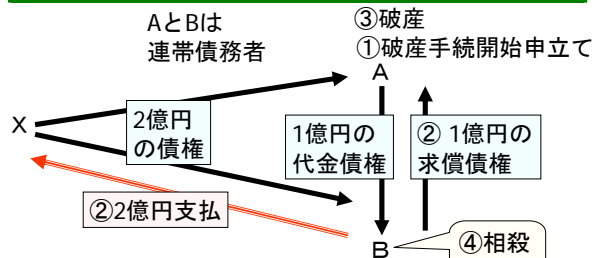 AとBは
連帯債務者
③破産
①破産手続開始申立て
A
X
2億円
の債権
1億円の
代金債権
② 1億円の
求償債権
②2億円支払
B
④相殺